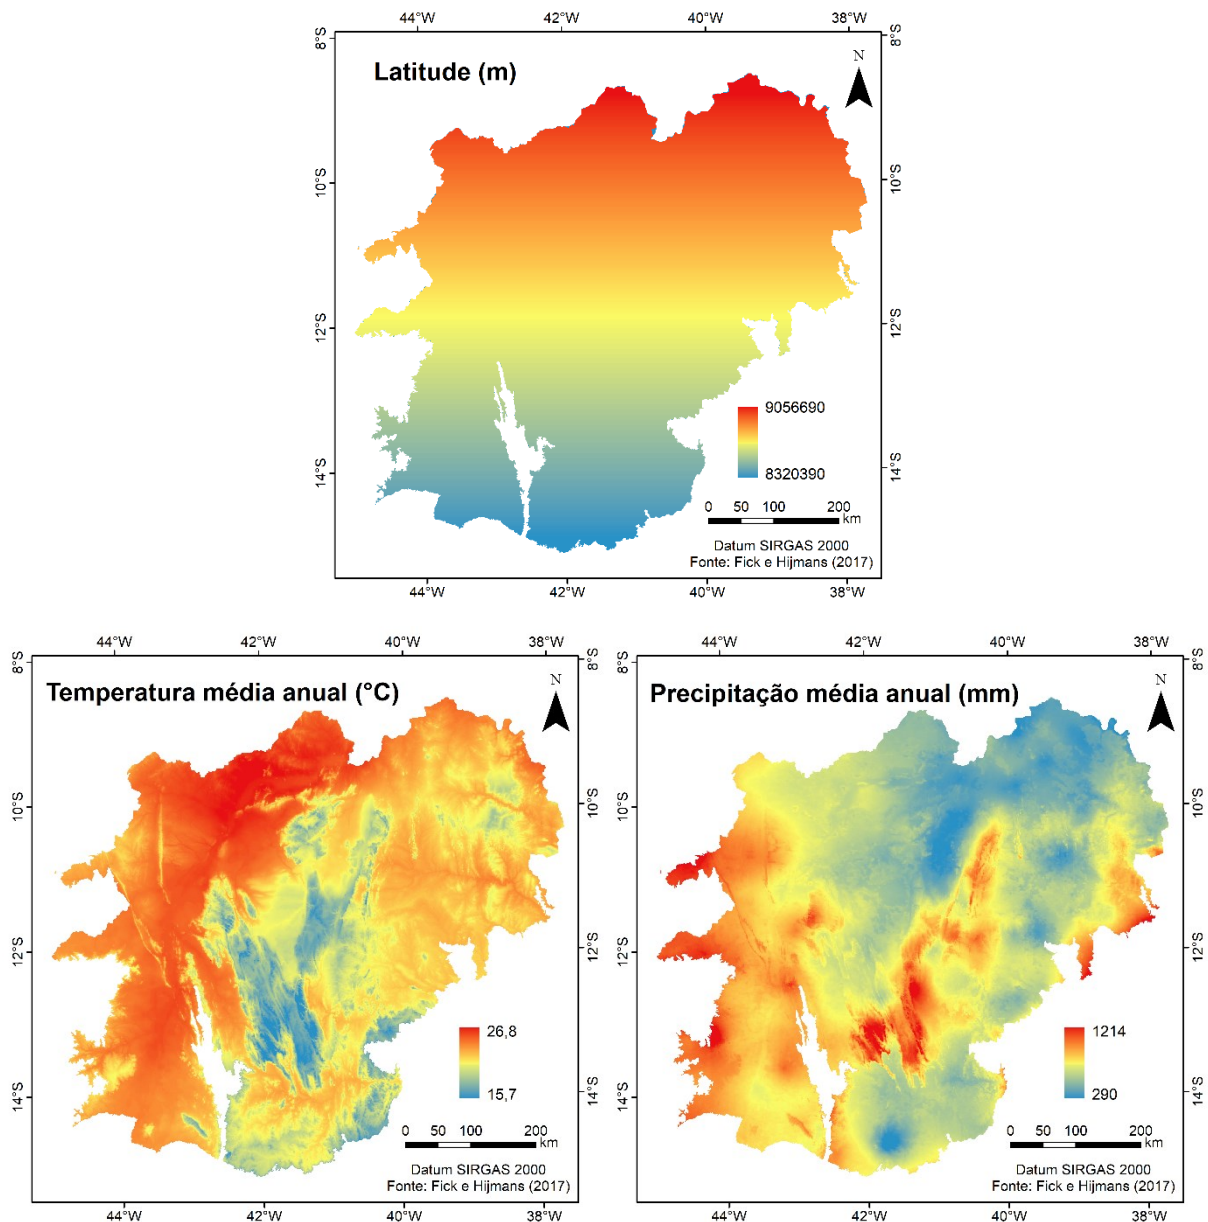 44°W 42°W 40°W 38°W
8°S 8°S
Latitude (m)
N
10°S 10°S
12°S 12°S
9056690
8320390
14°S 14°S
0 50 100 200
km
Datum SIRGAS 2000
Fonte: Fick e Hijmans (2017)
44°W 42°W 40°W 38°W
44°W 42°W 40°W 38°W
8°S 8°S
Temperatura média anual (°C)
N
10°S 10°S
12°S 12°S
26,8
15,7
14°S 14°S
0 50 100 200
km
Datum SIRGAS 2000
Fonte: Fick e Hijmans (2017)
44°W 42°W 40°W 38°W
44°W 42°W 40°W 38°W
8°S 8°S
Precipitação média anual (mm)
N
10°S 10°S
12°S 12°S
1214
290
14°S 14°S
0 50 100 200
km
Datum SIRGAS 2000
Fonte: Fick e Hijmans (2017)
44°W 42°W 40°W 38°W